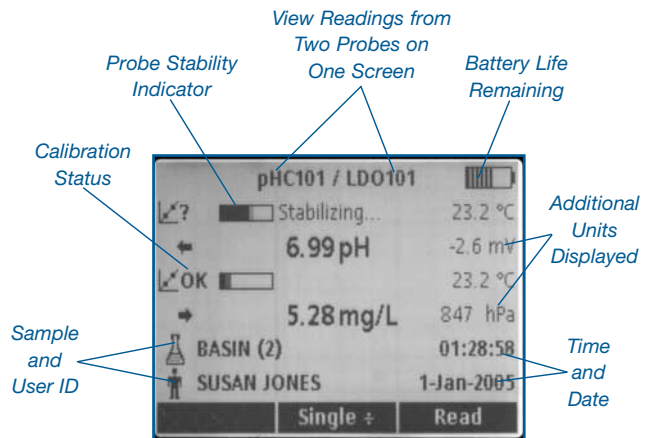 View Readings from
Two Probes on
One Screen
Probe Stability
Indicator
Battery Life
Remaining
Calibration
Status
Additional
Units
Displayed
Sample
and
User ID
Time
and
Date
pHC101 / LDO101
? Stabilizing... 23.2 °C
6.99 pH -2.6 mV
OK 23.2 °C
5.28 mg/L 847 hPa
BASIN (2) 01:28:58
SUSAN JONES 1-Jan-2005
Single ÷ Read